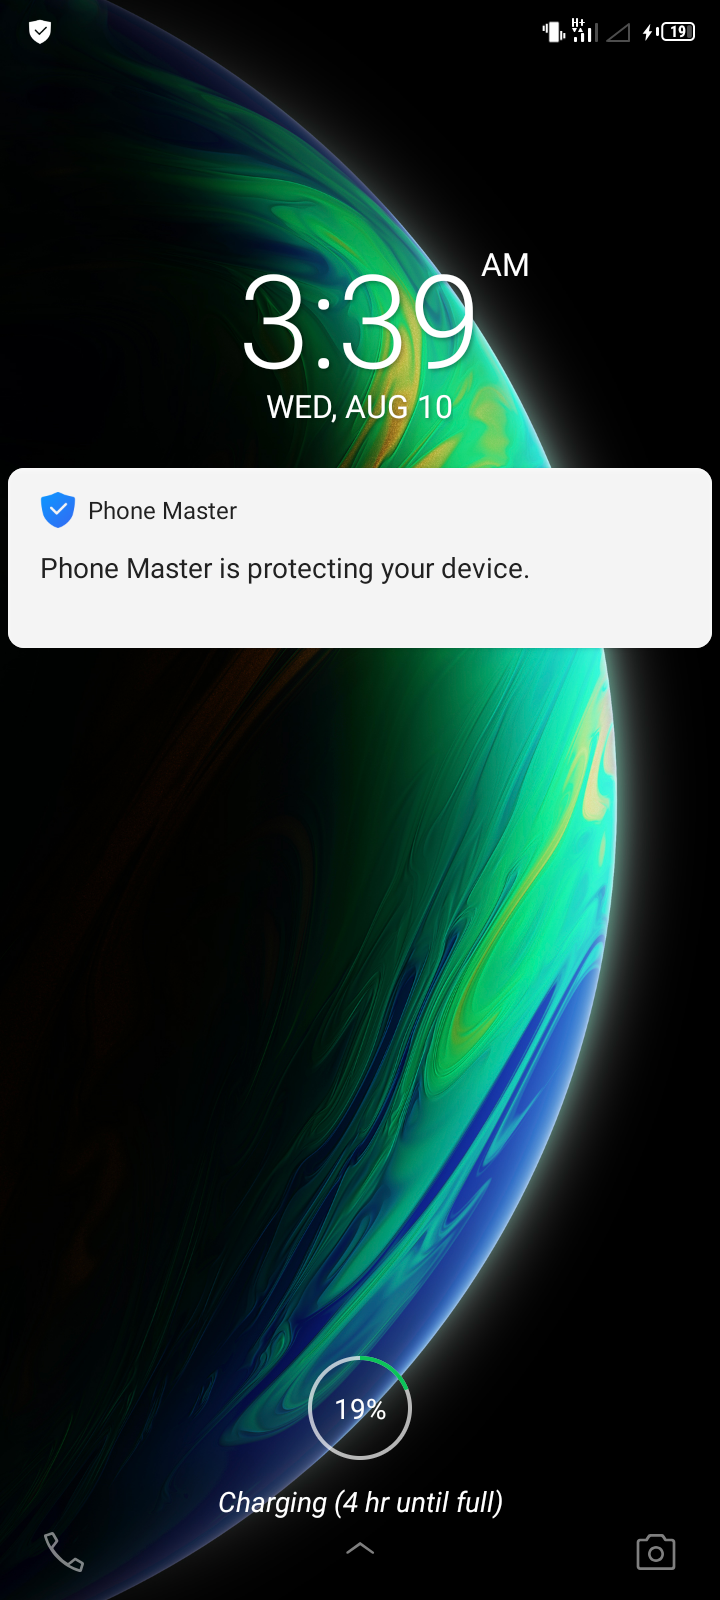 H+
19
AM
3:39
WED, AUG 10
Phone Master
Phone Master is protecting your device.
19%
Charging (4 hr until full)